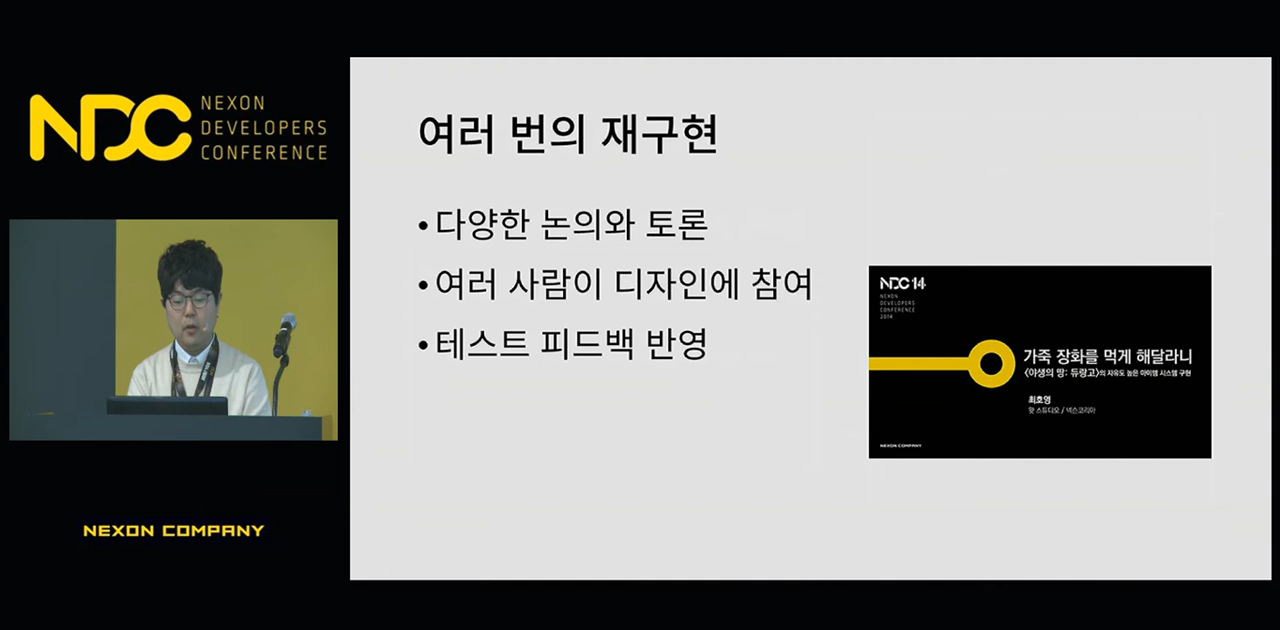 NDC
NEXON
DEVELOPERS
CONFERENCE
여러 번의 재구현
•다양한 논의와 토론
•여러 사람이 디자인에 참여
•테스트 피드백 반영
NDC 14
NEXON
DEVELOPERS
CONFERENCE
2014
가죽 장화를 먹게 해달라니
<야생의 땅: 듀랑고>의 자유도 높은 아이템 시스템 구현
최호영
왓 스튜디오 / 넥슨코리아
NEXON COMPANY
NEXON COMPANY